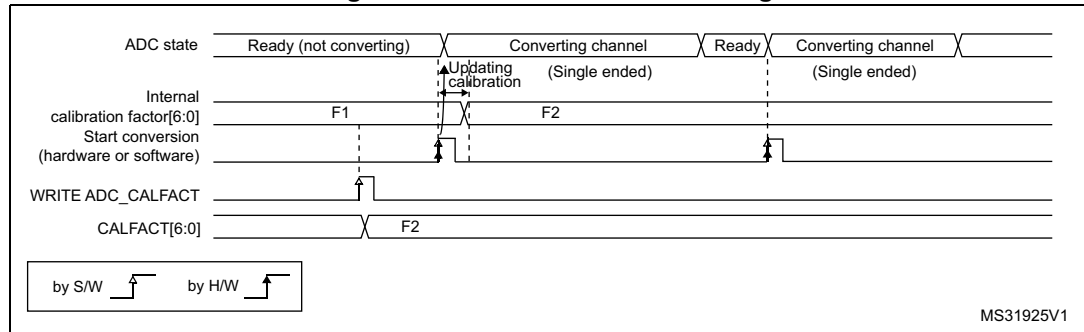 ADC state
Ready (not converting)
Converting channel
Ready
Converting channel
Updating
calibration
(Single ended)
(Single ended)
Internal
calibration factor[6:0]
F1
F2
Start conversion
(hardware or software)
WRITE ADC_CALFACT
CALFACT[6:0]
F2
by S/W
by H/W
MS31925V1